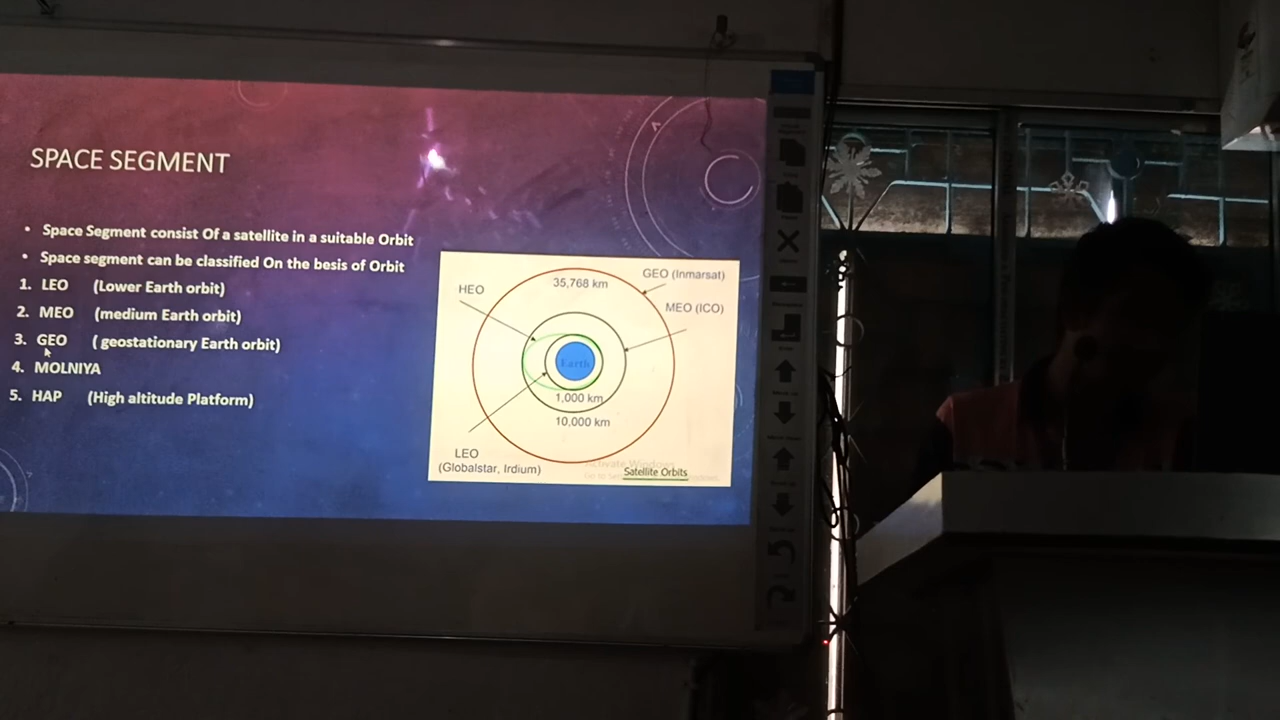 SPACE SEGMENT
• Space Segment consist Of a satellite in a suitable Orbit
• Space segment can be classified On the besis of Orbit
1. LEO (Lower Earth orbit)
2. MEO (medium Earth orbit)
3. GEO ( geostationary Earth orbit)
4. MOLNIYA
5. HAP (High altitude Platform)
GEO (Inmarsat)
35,768 km
HEO
MEO (ICO)
Earth
1,000 km
10,000 km
LEO
(Globalstar, Irdium)
Activate Windows
Satellite Orbits